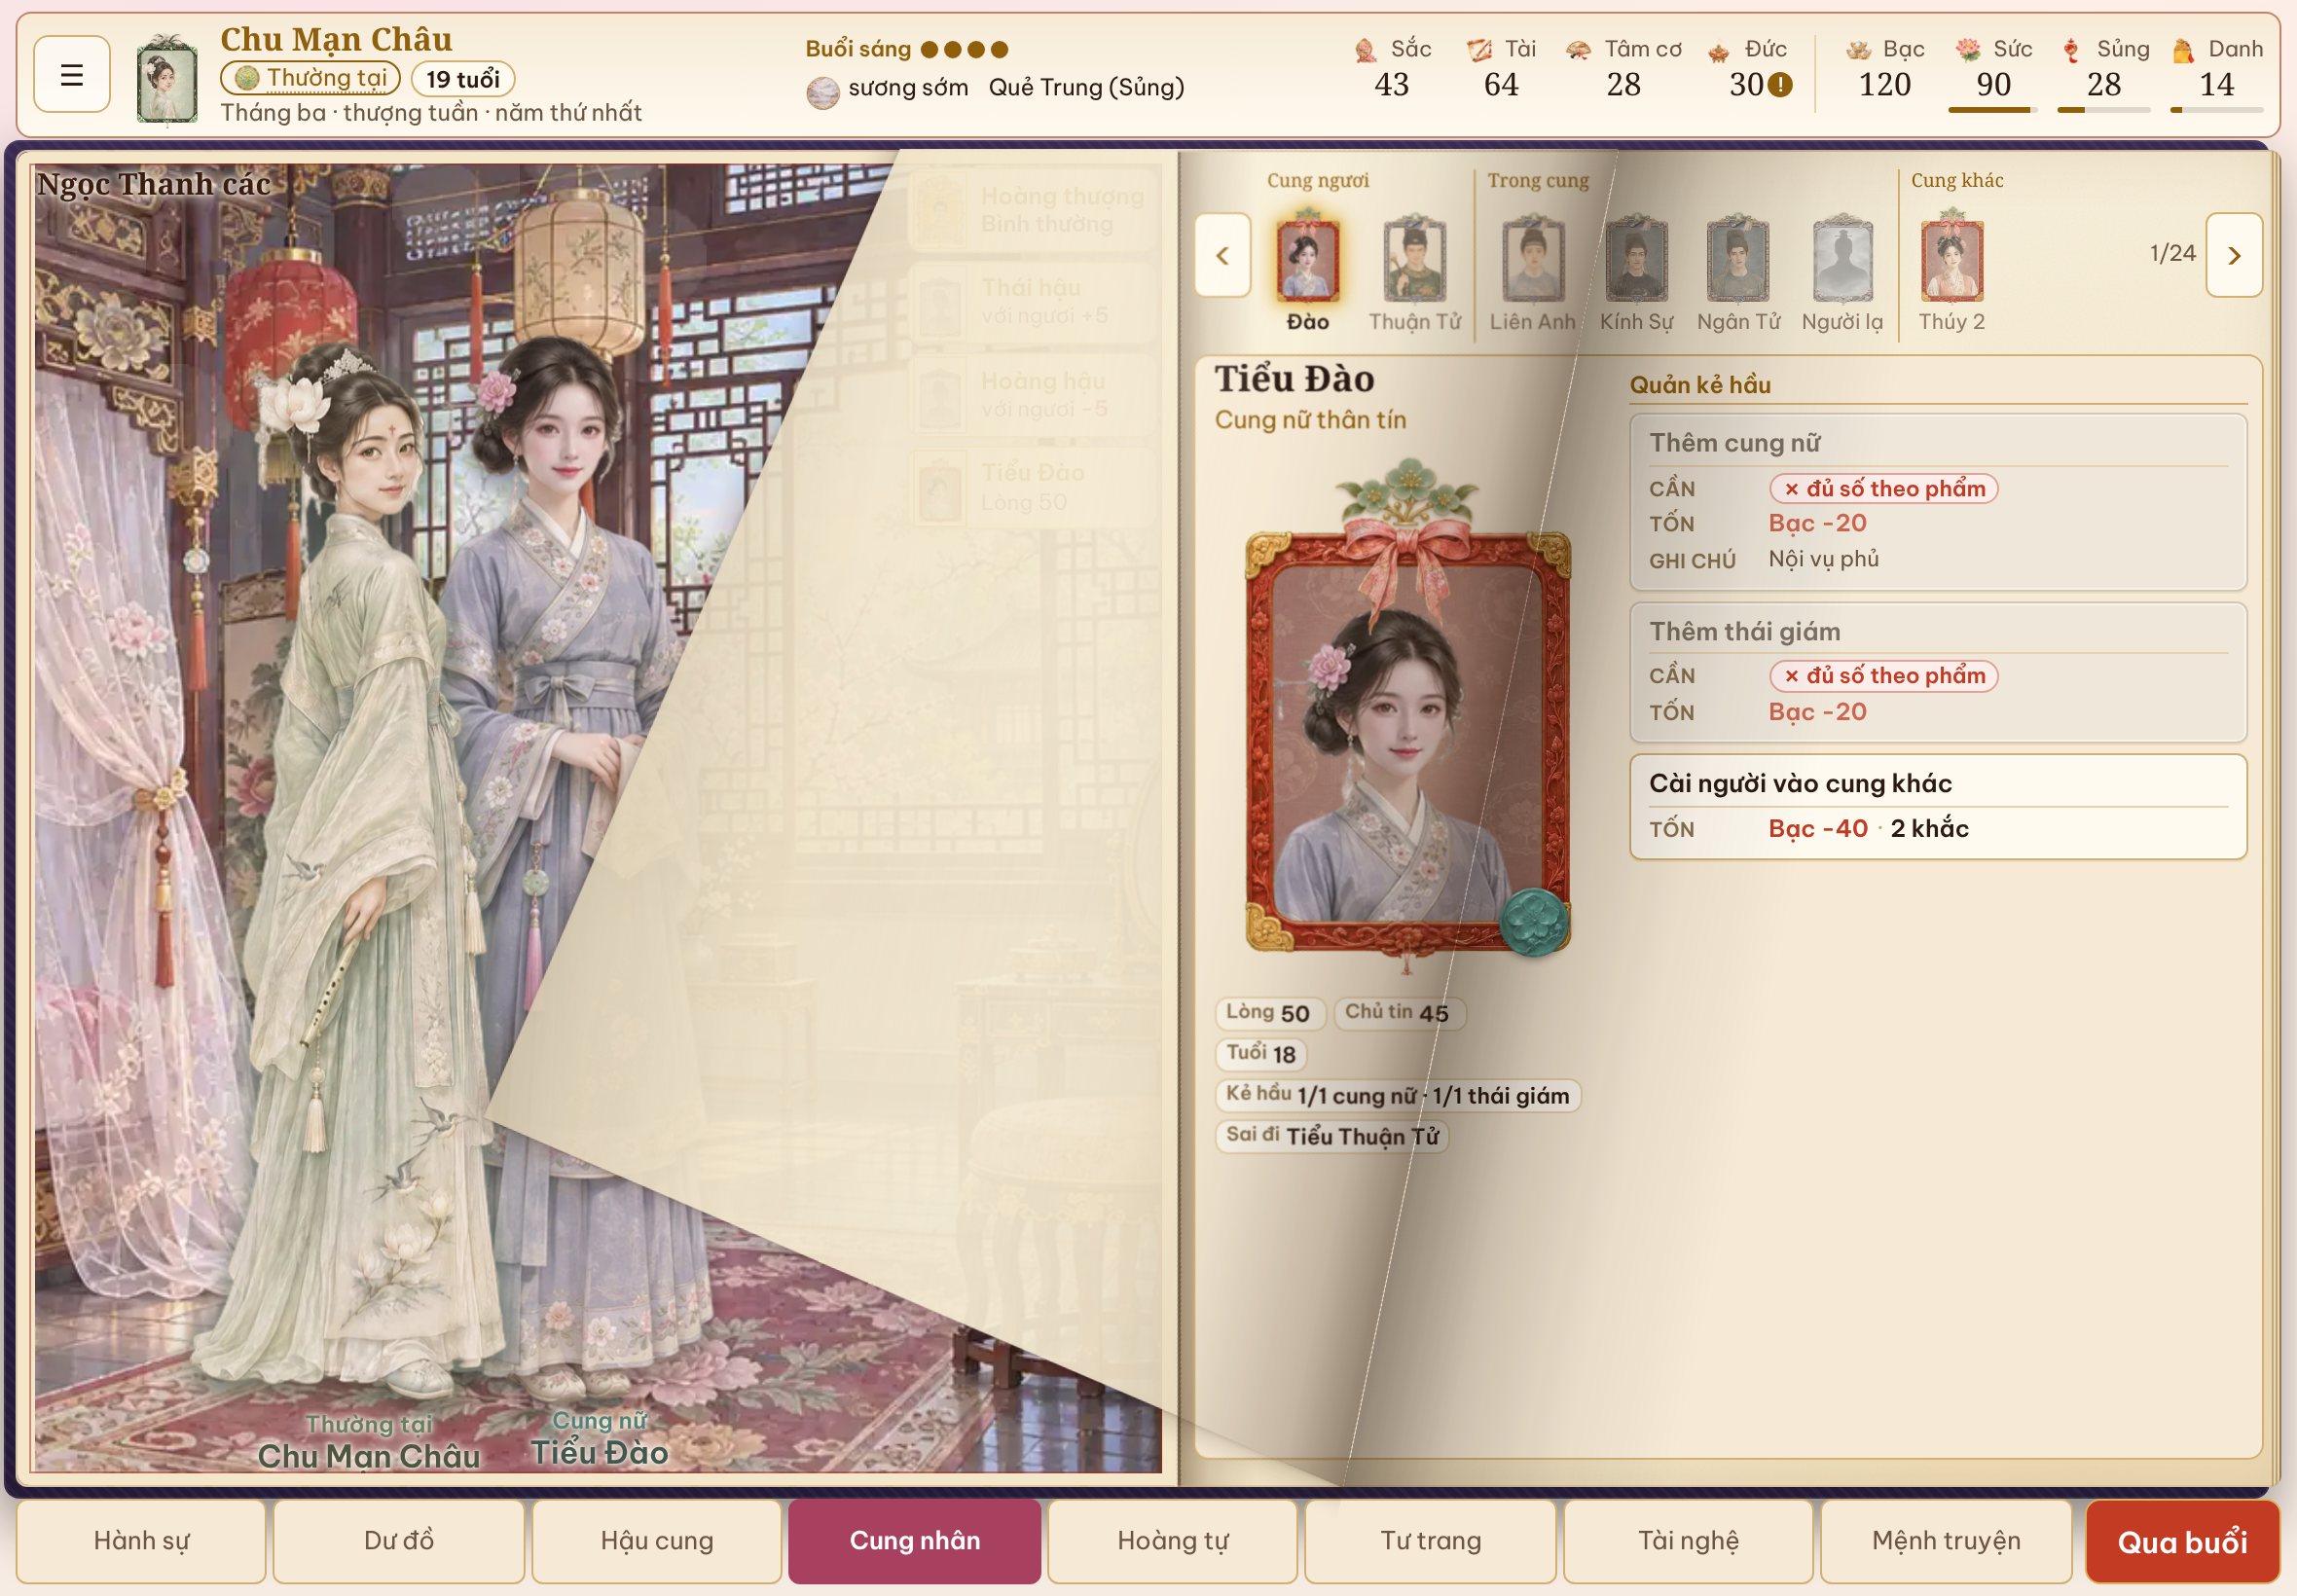 ☰
Chu Mạn Châu
Thường tại
19 tuổi
Tháng ba · thượng tuần · năm thứ nhất
Buổi sáng
sương sớm Quẻ Trung (Sủng)
Sắc
43
Tài
64
Tâm cơ
28
Đức
30 !
Bạc
120
Sức
90
Sủng
28
Danh
14
Ngọc Thanh các
Hoàng thượng
Bình thường
Thái hậu
với ngươi +5
Hoàng hậu
với ngươi -5
Tiểu Đào
Lòng 50
Thường tại
Chu Mạn Châu
Cung nữ
Tiểu Đào
Cung ngươi
Trong cung
Cung khác
Đào
Thuận Tử
Liên Anh
Kính Sự
Ngân Tử
Người lạ
Thúy 2
1/24
Tiểu Đào
Cung nữ thân tín
Lòng 50
Chủ tin 45
Tuổi 18
Kẻ hầu 1/1 cung nữ · 1/1 thái giám
Sai đi Tiểu Thuận Tử
Quản kẻ hầu
Thêm cung nữ
CẦN × đủ số theo phẩm
TỐN Bạc -20
GHI CHÚ Nội vụ phủ
Thêm thái giám
CẦN × đủ số theo phẩm
TỐN Bạc -20
Cài người vào cung khác
TỐN Bạc -40 · 2 khắc
Hành sự
Dư đồ
Hậu cung
Cung nhân
Hoàng tự
Tư trang
Tài nghệ
Mệnh truyện
Qua buổi